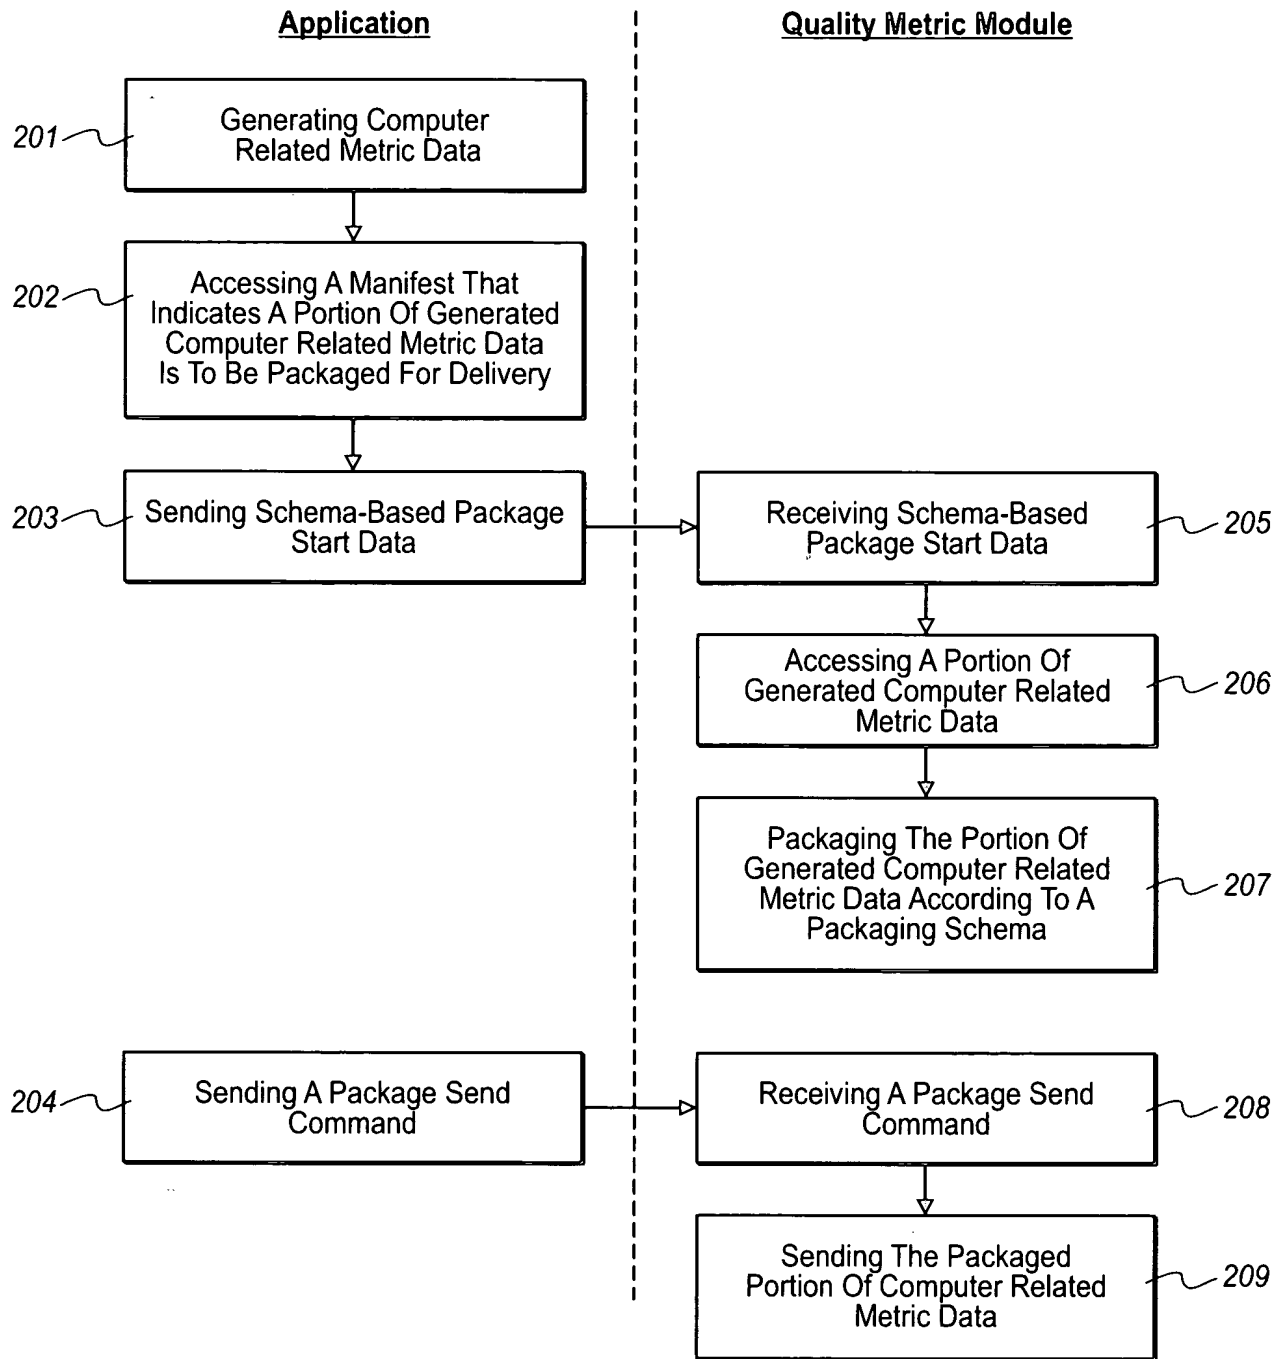 Application
Quality Metric Module
201
Generating Computer
Related Metric Data
202
Accessing A Manifest That
Indicates A Portion Of Generated
Computer Related Metric Data
Is To Be Packaged For Delivery
203
Sending Schema-Based Package
Start Data
Receiving Schema-Based
Package Start Data
205
Accessing A Portion Of
Generated Computer Related
Metric Data
206
Packaging The Portion Of
Generated Computer Related
Metric Data According To A
Packaging Schema
207
204
Sending A Package Send
Command
Receiving A Package Send
Command
208
Sending The Packaged
Portion Of Computer Related
Metric Data
209